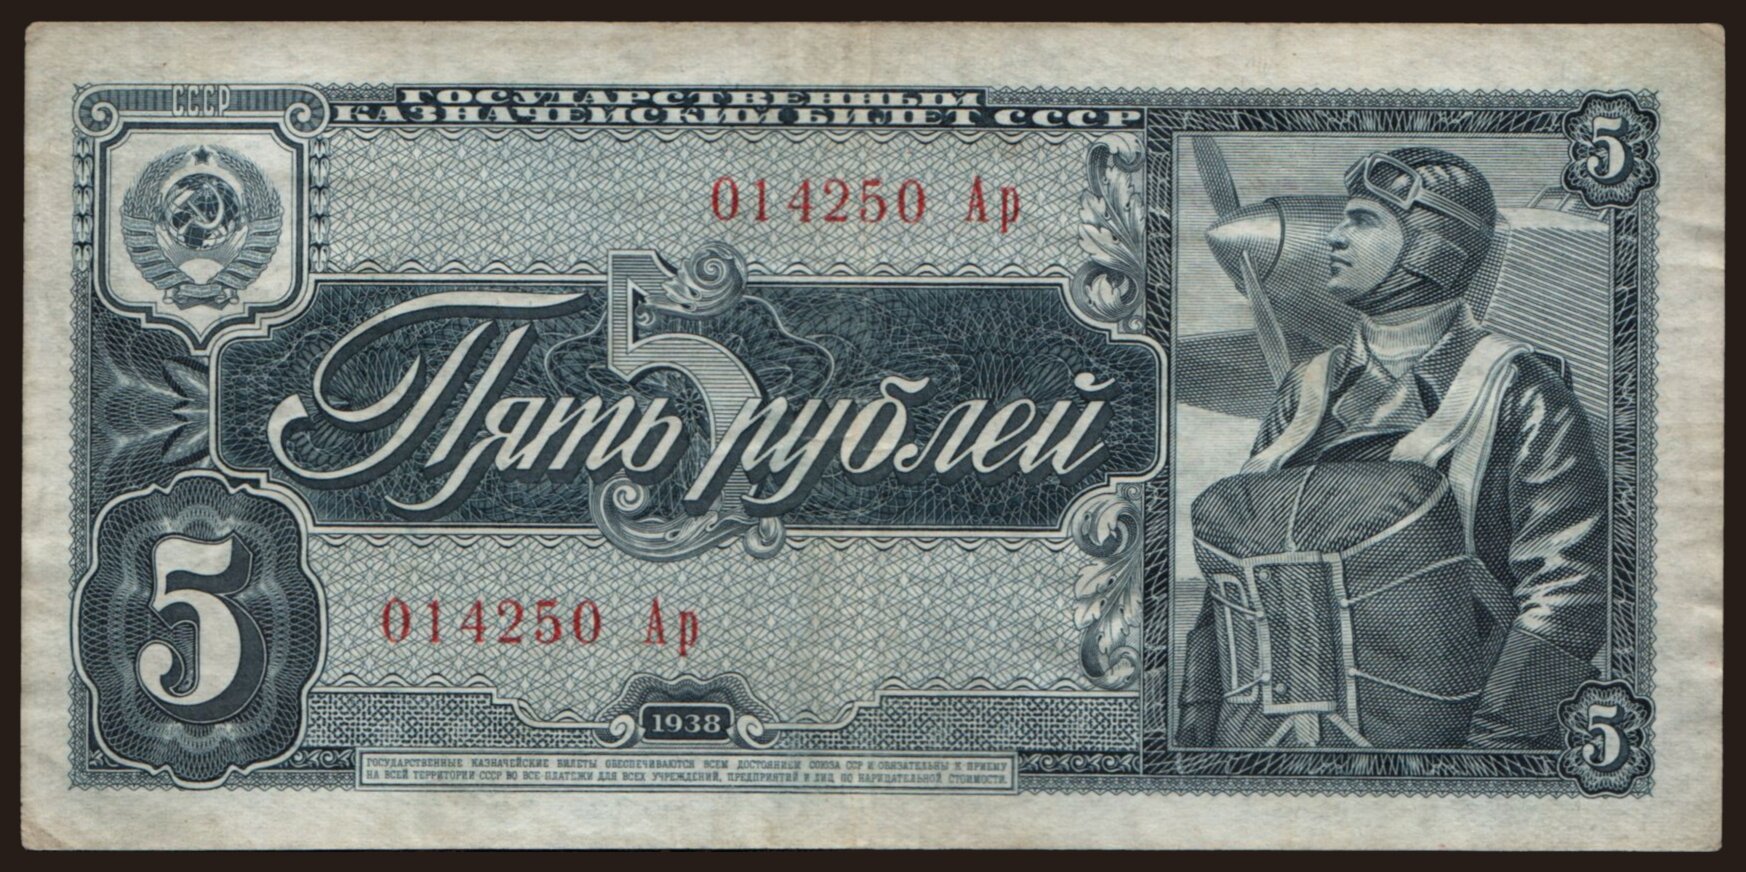 СССР
ГОСУДАРСТВЕННЫЙ
КАЗНАЧЕЙСКИЙ БИЛЕТ СССР
5
014250 Ар
5
Пять рублей
5
014250 Ар
1938
5
ГОСУДАРСТВЕННЫЕ КАЗНАЧЕЙСКИЕ БИЛЕТЫ ОБЕСПЕЧИВАЮТСЯ ВСЕМ ДОСТОЯНИЕМ СОЮЗА ССР И ОБЯЗАТЕЛЬНЫ К ПРИЕМУ
НА ВСЕЙ ТЕРРИТОРИИ СССР ВО ВСЕ ПЛАТЕЖИ ДЛЯ ВСЕХ УЧРЕЖДЕНИЙ, ПРЕДПРИЯТИЙ И ЛИЦ ПО НАРИЦАТЕЛЬНОЙ СТОИМОСТИ.